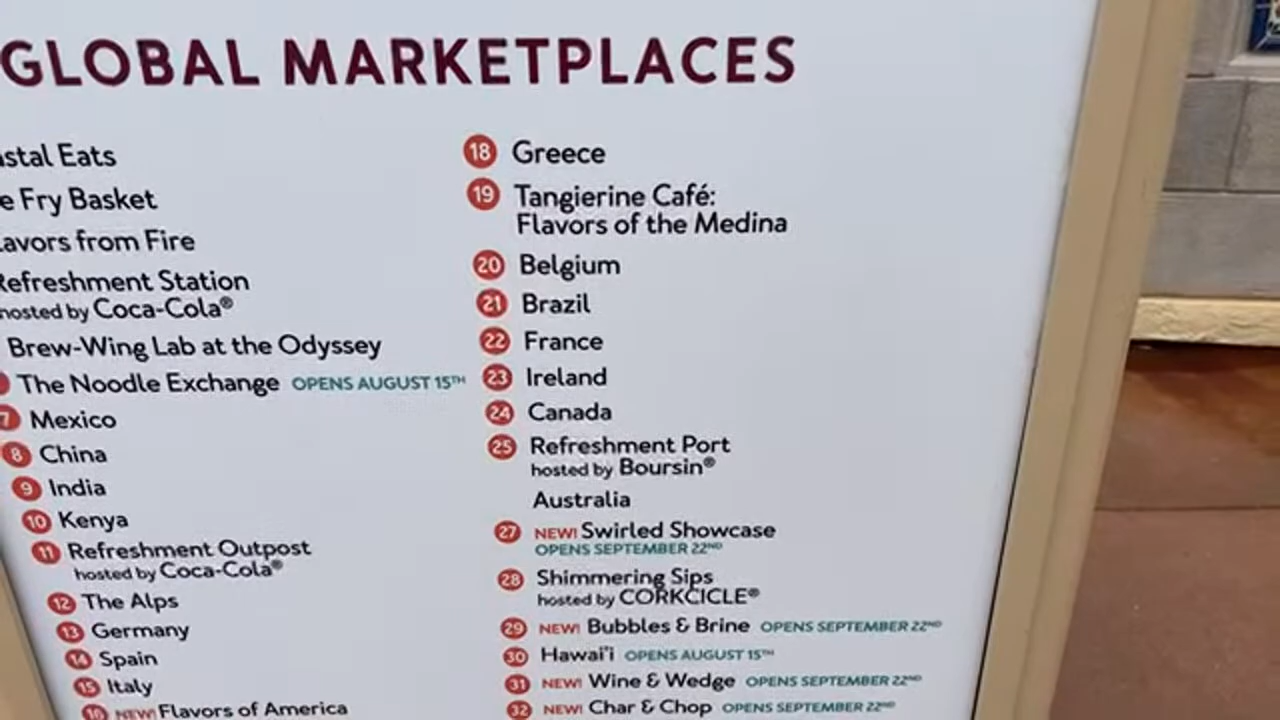 GLOBAL MARKETPLACES
astal Eats
e Fry Basket
lavors from Fire
Refreshment Station
hosted by Coca-Cola®
Brew-Wing Lab at the Odyssey
The Noodle Exchange OPENS AUGUST 15TH
7 Mexico
8 China
9 India
10 Kenya
11 Refreshment Outpost
hosted by Coca-Cola®
12 The Alps
13 Germany
14 Spain
15 Italy
16 NEW! Flavors of America
18 Greece
19 Tangierine Café:
Flavors of the Medina
20 Belgium
21 Brazil
22 France
23 Ireland
24 Canada
25 Refreshment Port
hosted by Boursin®
Australia
27 NEW! Swirled Showcase
OPENS SEPTEMBER 22ND
28 Shimmering Sips
hosted by CORKCICLE®
29 NEW! Bubbles & Brine OPENS SEPTEMBER 22ND
30 Hawai'i OPENS AUGUST 15TH
31 NEW! Wine & Wedge OPENS SEPTEMBER 22ND
32 NEW! Char & Chop OPENS SEPTEMBER 22ND